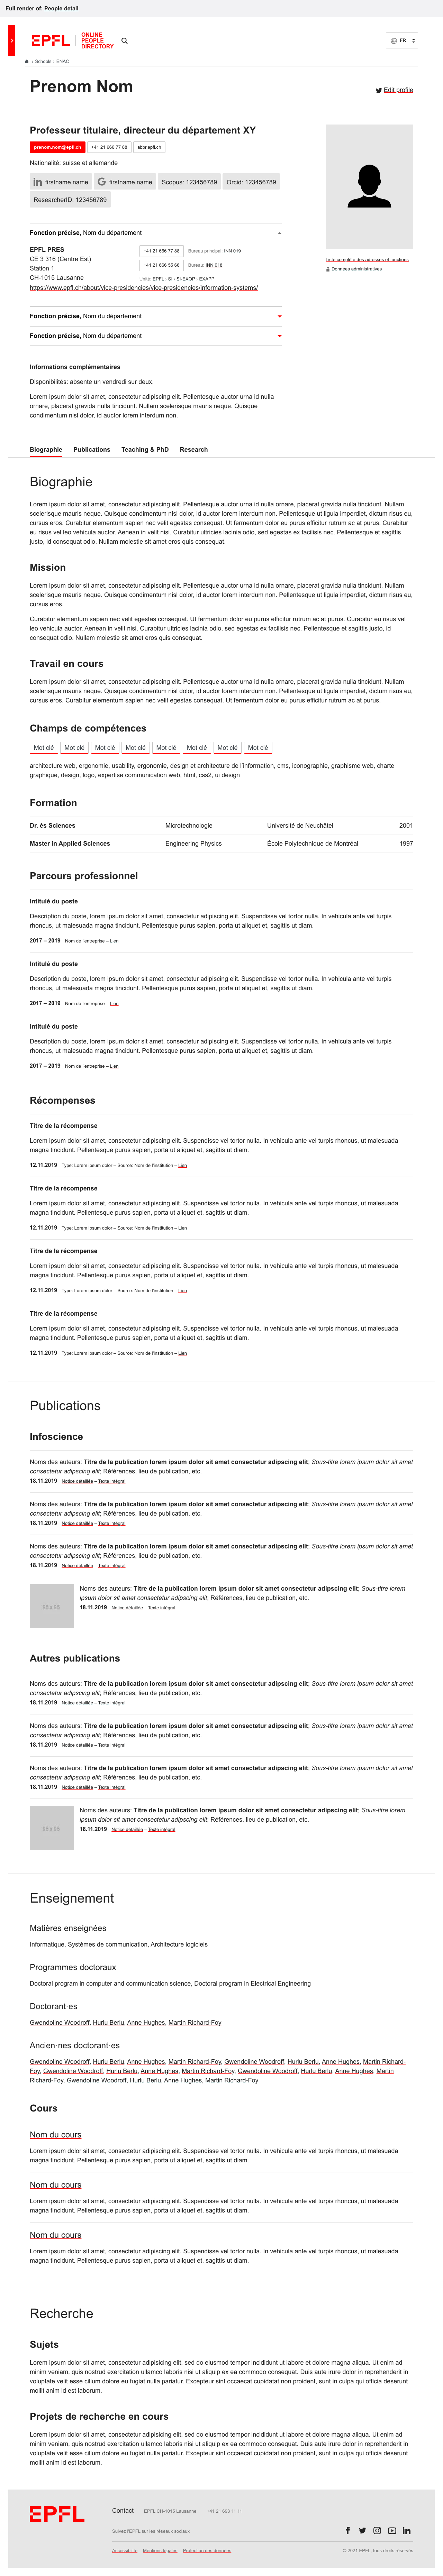 Full render of: People detail
EPFL
ONLINE
PEOPLE
DIRECTORY
FR
Schools › ENAC
Prenom Nom
Edit profile
Professeur titulaire, directeur du département XY
prenom.nom@epfl.ch +41 21 666 77 88 abbr.epfl.ch
Nationalité: suisse et allemande
firstname.name firstname.name Scopus: 123456789 Orcid: 123456789
ResearcherID: 123456789
Fonction précise, Nom du département
EPFL PRES
CE 3 316 (Centre Est)
Station 1
CH-1015 Lausanne
+41 21 666 77 88 Bureau principal: INN 019
+41 21 666 55 66 Bureau: INN 018
Unité: EPFL › SI › SI-EXOP › EXAPP
https://www.epfl.ch/about/vice-presidencies/vice-presidencies/information-systems/
Liste complète des adresses et fonctions
Données administratives
Fonction précise, Nom du département
Fonction précise, Nom du département
Informations complémentaires
Disponibilités: absente un vendredi sur deux.
Lorem ipsum dolor sit amet, consectetur adipiscing elit. Pellentesque auctor urna id nulla
ornare, placerat gravida nulla tincidunt. Nullam scelerisque mauris neque. Quisque
condimentum nisl dolor, id auctor lorem interdum non.
Biographie Publications Teaching & PhD Research
Biographie
Lorem ipsum dolor sit amet, consectetur adipiscing elit. Pellentesque auctor urna id nulla ornare, placerat gravida nulla tincidunt. Nullam
scelerisque mauris neque. Quisque condimentum nisl dolor, id auctor lorem interdum non. Pellentesque ut ligula imperdiet, dictum risus eu,
cursus eros. Curabitur elementum sapien nec velit egestas consequat. Ut fermentum dolor eu purus efficitur rutrum ac at purus. Curabitur
eu risus vel leo vehicula auctor. Aenean in velit nisi. Curabitur ultricies lacinia odio, sed egestas ex facilisis nec. Pellentesque et sagittis
justo, id consequat odio. Nullam molestie sit amet eros quis consequat.
Mission
Lorem ipsum dolor sit amet, consectetur adipiscing elit. Pellentesque auctor urna id nulla ornare, placerat gravida nulla tincidunt. Nullam
scelerisque mauris neque. Quisque condimentum nisl dolor, id auctor lorem interdum non. Pellentesque ut ligula imperdiet, dictum risus eu,
cursus eros.
Curabitur elementum sapien nec velit egestas consequat. Ut fermentum dolor eu purus efficitur rutrum ac at purus. Curabitur eu risus vel
leo vehicula auctor. Aenean in velit nisi. Curabitur ultricies lacinia odio, sed egestas ex facilisis nec. Pellentesque et sagittis justo, id
consequat odio. Nullam molestie sit amet eros quis consequat.
Travail en cours
Lorem ipsum dolor sit amet, consectetur adipiscing elit. Pellentesque auctor urna id nulla ornare, placerat gravida nulla tincidunt. Nullam
scelerisque mauris neque. Quisque condimentum nisl dolor, id auctor lorem interdum non. Pellentesque ut ligula imperdiet, dictum risus eu,
cursus eros. Curabitur elementum sapien nec velit egestas consequat.
Champs de compétences
Mot clé Mot clé Mot clé Mot clé Mot clé Mot clé Mot clé Mot clé
architecture web, ergonomie, usability, ergonomie, design et architecture de l'information, cms, iconographie, graphisme web, charte
graphique, design, logo, expertise communication web, html, css2, ui design
Formation
Dr. ès Sciences Microtechnologie Université de Neuchâtel 2001
Master in Applied Sciences Engineering Physics École Polytechnique de Montréal 1997
Parcours professionnel
Intitulé du poste
Description du poste, lorem ipsum dolor sit amet, consectetur adipiscing elit. Suspendisse vel tortor nulla. In vehicula ante vel turpis
rhoncus, ut malesuada magna tincidunt. Pellentesque purus sapien, porta ut aliquet et, sagittis ut diam.
2017 – 2019 Nom de l'entreprise – Lien
Intitulé du poste
Description du poste, lorem ipsum dolor sit amet, consectetur adipiscing elit. Suspendisse vel tortor nulla. In vehicula ante vel turpis
rhoncus, ut malesuada magna tincidunt. Pellentesque purus sapien, porta ut aliquet et, sagittis ut diam.
2017 – 2019 Nom de l'entreprise – Lien
Intitulé du poste
Description du poste, lorem ipsum dolor sit amet, consectetur adipiscing elit. Suspendisse vel tortor nulla. In vehicula ante vel turpis
rhoncus, ut malesuada magna tincidunt. Pellentesque purus sapien, porta ut aliquet et, sagittis ut diam.
2017 – 2019 Nom de l'entreprise – Lien
Récompenses
Titre de la récompense
Lorem ipsum dolor sit amet, consectetur adipiscing elit. Suspendisse vel tortor nulla. In vehicula ante vel turpis rhoncus, ut malesuada
magna tincidunt. Pellentesque purus sapien, porta ut aliquet et, sagittis ut diam.
12.11.2019 Type: Lorem ipsum dolor – Source: Nom de l'institution – Lien
Titre de la récompense
Lorem ipsum dolor sit amet, consectetur adipiscing elit. Suspendisse vel tortor nulla. In vehicula ante vel turpis rhoncus, ut malesuada
magna tincidunt. Pellentesque purus sapien, porta ut aliquet et, sagittis ut diam.
12.11.2019 Type: Lorem ipsum dolor – Source: Nom de l'institution – Lien
Titre de la récompense
Lorem ipsum dolor sit amet, consectetur adipiscing elit. Suspendisse vel tortor nulla. In vehicula ante vel turpis rhoncus, ut malesuada
magna tincidunt. Pellentesque purus sapien, porta ut aliquet et, sagittis ut diam.
12.11.2019 Type: Lorem ipsum dolor – Source: Nom de l'institution – Lien
Titre de la récompense
Lorem ipsum dolor sit amet, consectetur adipiscing elit. Suspendisse vel tortor nulla. In vehicula ante vel turpis rhoncus, ut malesuada
magna tincidunt. Pellentesque purus sapien, porta ut aliquet et, sagittis ut diam.
12.11.2019 Type: Lorem ipsum dolor – Source: Nom de l'institution – Lien
Publications
Infoscience
Noms des auteurs: Titre de la publication lorem ipsum dolor sit amet consectetur adipscing elit; Sous-titre lorem ipsum dolor sit amet
consectetur adipscing elit; Références, lieu de publication, etc.
18.11.2019 Notice détaillée – Texte intégral
Noms des auteurs: Titre de la publication lorem ipsum dolor sit amet consectetur adipscing elit; Sous-titre lorem ipsum dolor sit amet
consectetur adipscing elit; Références, lieu de publication, etc.
18.11.2019 Notice détaillée – Texte intégral
Noms des auteurs: Titre de la publication lorem ipsum dolor sit amet consectetur adipscing elit; Sous-titre lorem ipsum dolor sit amet
consectetur adipscing elit; Références, lieu de publication, etc.
18.11.2019 Notice détaillée – Texte intégral
Noms des auteurs: Titre de la publication lorem ipsum dolor sit amet consectetur adipscing elit; Sous-titre lorem
ipsum dolor sit amet consectetur adipscing elit; Références, lieu de publication, etc.
18.11.2019 Notice détaillée – Texte intégral
Autres publications
Noms des auteurs: Titre de la publication lorem ipsum dolor sit amet consectetur adipscing elit; Sous-titre lorem ipsum dolor sit amet
consectetur adipscing elit; Références, lieu de publication, etc.
18.11.2019 Notice détaillée – Texte intégral
Noms des auteurs: Titre de la publication lorem ipsum dolor sit amet consectetur adipscing elit; Sous-titre lorem ipsum dolor sit amet
consectetur adipscing elit; Références, lieu de publication, etc.
18.11.2019 Notice détaillée – Texte intégral
Noms des auteurs: Titre de la publication lorem ipsum dolor sit amet consectetur adipscing elit; Sous-titre lorem ipsum dolor sit amet
consectetur adipscing elit; Références, lieu de publication, etc.
18.11.2019 Notice détaillée – Texte intégral
Noms des auteurs: Titre de la publication lorem ipsum dolor sit amet consectetur adipscing elit; Sous-titre lorem
ipsum dolor sit amet consectetur adipscing elit; Références, lieu de publication, etc.
18.11.2019 Notice détaillée – Texte intégral
Enseignement
Matières enseignées
Informatique, Systèmes de communication, Architecture logiciels
Programmes doctoraux
Doctoral program in computer and communication science, Doctoral program in Electrical Engineering
Doctorant·es
Gwendoline Woodroff, Hurlu Berlu, Anne Hughes, Martin Richard-Foy
Ancien·nes doctorant·es
Gwendoline Woodroff, Hurlu Berlu, Anne Hughes, Martin Richard-Foy, Gwendoline Woodroff, Hurlu Berlu, Anne Hughes, Martin Richard-
Foy, Gwendoline Woodroff, Hurlu Berlu, Anne Hughes, Martin Richard-Foy, Gwendoline Woodroff, Hurlu Berlu, Anne Hughes, Martin
Richard-Foy, Gwendoline Woodroff, Hurlu Berlu, Anne Hughes, Martin Richard-Foy
Cours
Nom du cours
Lorem ipsum dolor sit amet, consectetur adipiscing elit. Suspendisse vel tortor nulla. In vehicula ante vel turpis rhoncus, ut malesuada
magna tincidunt. Pellentesque purus sapien, porta ut aliquet et, sagittis ut diam.
Nom du cours
Lorem ipsum dolor sit amet, consectetur adipiscing elit. Suspendisse vel tortor nulla. In vehicula ante vel turpis rhoncus, ut malesuada
magna tincidunt. Pellentesque purus sapien, porta ut aliquet et, sagittis ut diam.
Nom du cours
Lorem ipsum dolor sit amet, consectetur adipiscing elit. Suspendisse vel tortor nulla. In vehicula ante vel turpis rhoncus, ut malesuada
magna tincidunt. Pellentesque purus sapien, porta ut aliquet et, sagittis ut diam.
Recherche
Sujets
Lorem ipsum dolor sit amet, consectetur adipisicing elit, sed do eiusmod tempor incididunt ut labore et dolore magna aliqua. Ut enim ad
minim veniam, quis nostrud exercitation ullamco laboris nisi ut aliquip ex ea commodo consequat. Duis aute irure dolor in reprehenderit in
voluptate velit esse cillum dolore eu fugiat nulla pariatur. Excepteur sint occaecat cupidatat non proident, sunt in culpa qui officia deserunt
mollit anim id est laborum.
Projets de recherche en cours
Lorem ipsum dolor sit amet, consectetur adipisicing elit, sed do eiusmod tempor incididunt ut labore et dolore magna aliqua. Ut enim ad
minim veniam, quis nostrud exercitation ullamco laboris nisi ut aliquip ex ea commodo consequat. Duis aute irure dolor in reprehenderit in
voluptate velit esse cillum dolore eu fugiat nulla pariatur. Excepteur sint occaecat cupidatat non proident, sunt in culpa qui officia deserunt
mollit anim id est laborum.
EPFL
Contact EPFL CH-1015 Lausanne +41 21 693 11 11
Suivez l'EPFL sur les réseaux sociaux
Accessibilité Mentions légales Protection des données © 2021 EPFL, tous droits réservés